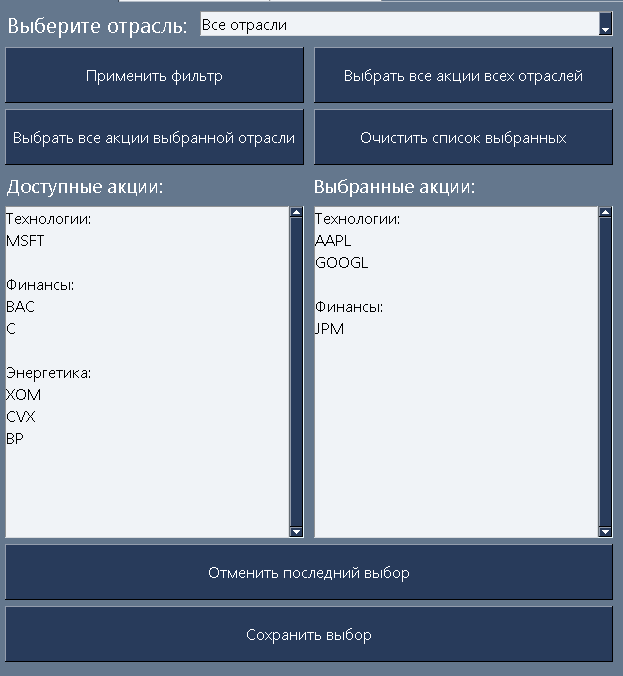 Выберите отрасль: Все отрасли
Применить фильтр
Выбрать все акции всех отраслей
Выбрать все акции выбранной отрасли
Очистить список выбранных
Доступные акции:
Технологии:
MSFT
Финансы:
BAC
C
Энергетика:
XOM
CVX
BP
Выбранные акции:
Технологии:
AAPL
GOOGL
Финансы:
JPM
Отменить последний выбор
Сохранить выбор